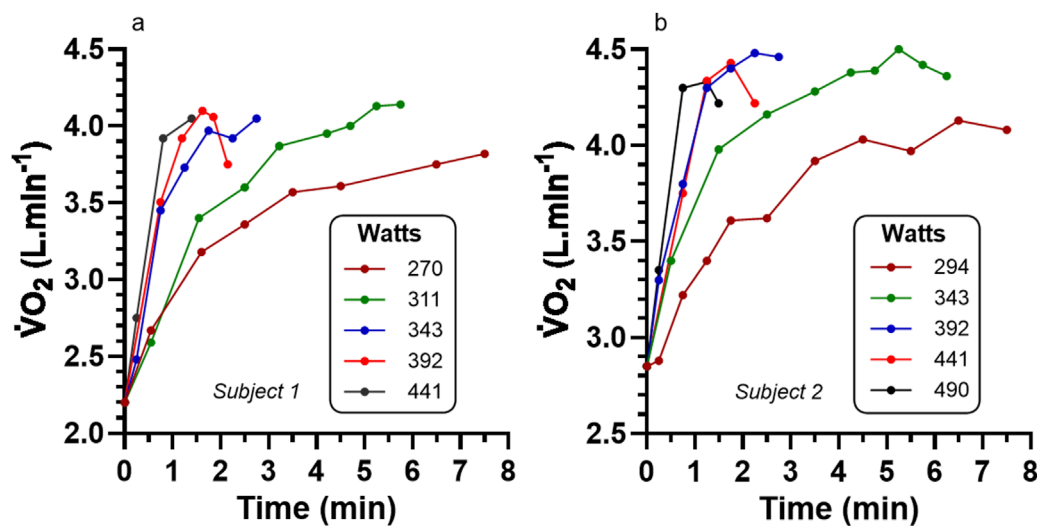 a
4.5
4.0
3.5
3.0
2.5
2.0
V̇O₂ (L.min⁻¹)
0 1 2 3 4 5 6 7 8
Time (min)
Subject 1
Watts
270
311
343
392
441
b
4.5
4.0
3.5
3.0
2.5
V̇O₂ (L.min⁻¹)
0 1 2 3 4 5 6 7 8
Time (min)
Subject 2
Watts
294
343
392
441
490